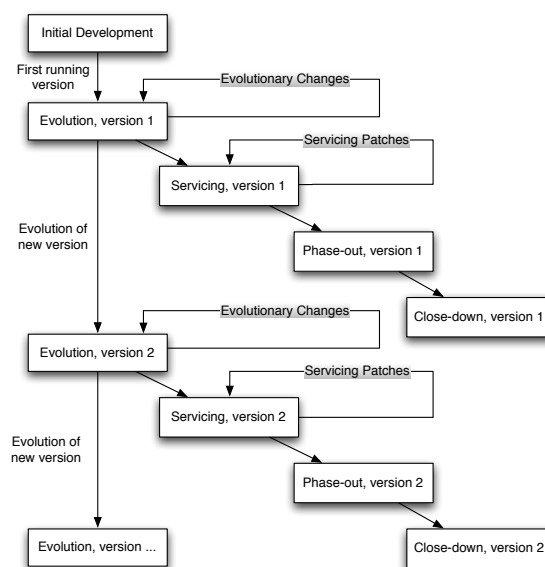 Initial Development
First running
version
Evolutionary Changes
Evolution, version 1
Servicing Patches
Servicing, version 1
Evolution of
new version
Phase-out, version 1
Evolutionary Changes
Close-down, version 1
Evolution, version 2
Servicing Patches
Servicing, version 2
Evolution of
new version
Phase-out, version 2
Evolution, version ...
Close-down, version 2